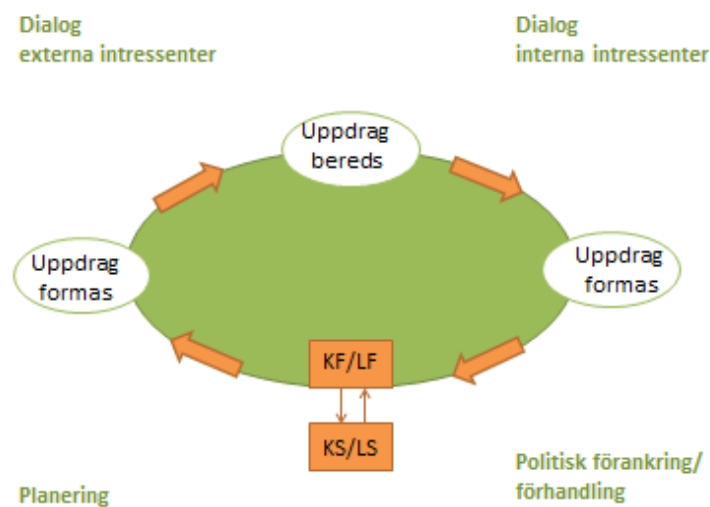 Dialog
externa intressenter
Dialog
interna intressenter
Uppdrag
bereds
Uppdrag
formas
Uppdrag
formas
KF/LF
KS/LS
Planering
Politisk förankring/
förhandling